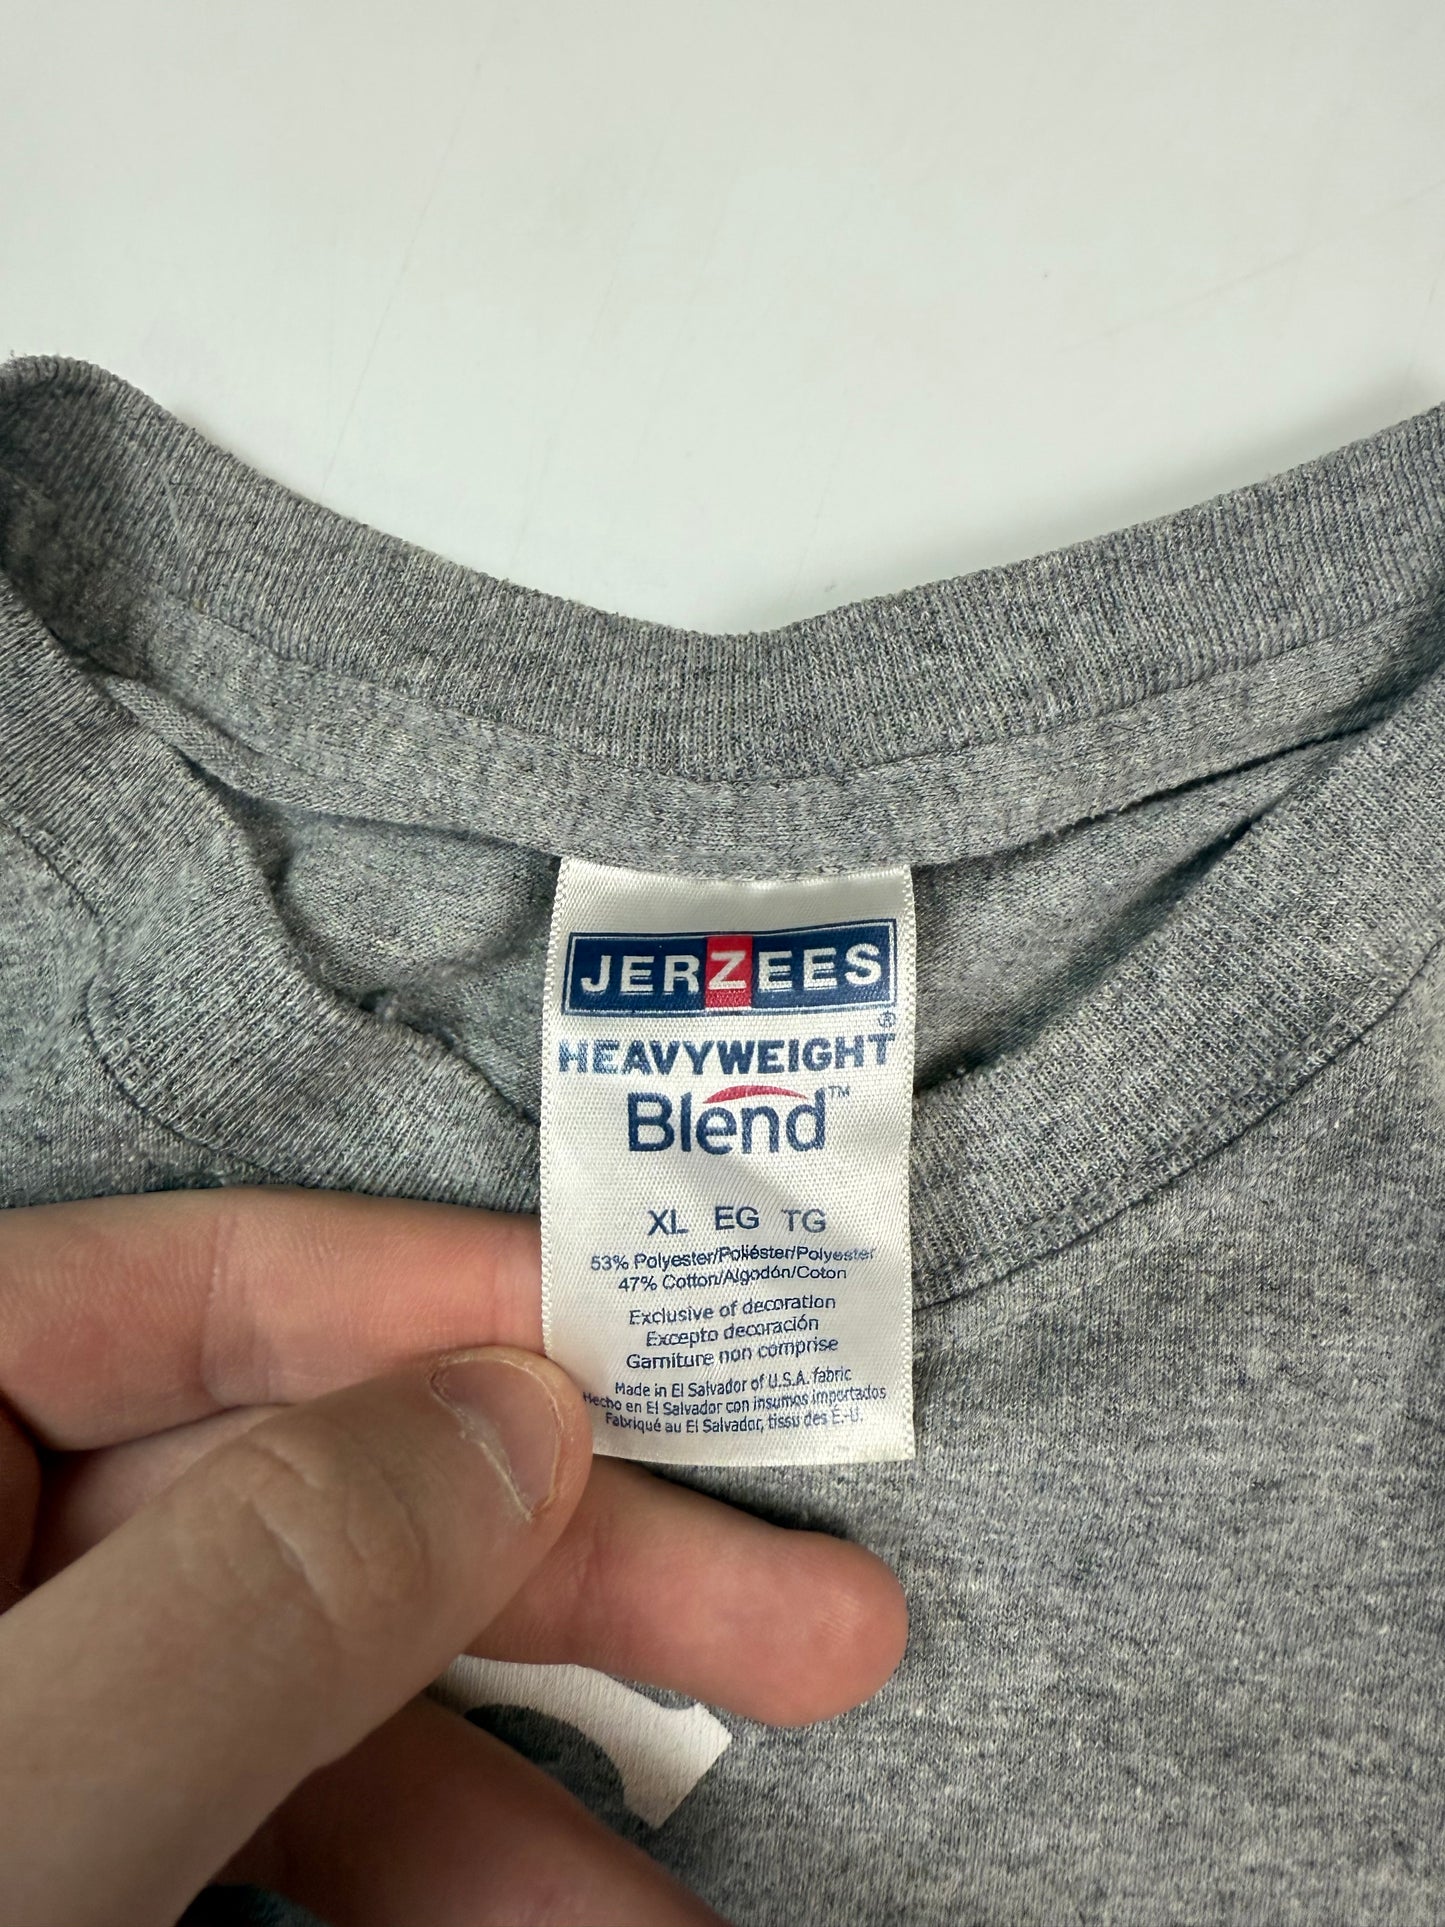 JERZEES
HEAVYWEIGHT®
Blend™
XL EG TG
53% Polyester/Poliéster/Polyester
47% Cotton/Algodón/Coton
Exclusive of decoration
Excepto decoración
Garniture non comprise
Made in El Salvador of U.S.A. fabric
Hecho en El Salvador con insumos importados
Fabriqué au El Salvador, tissu des É.-U.